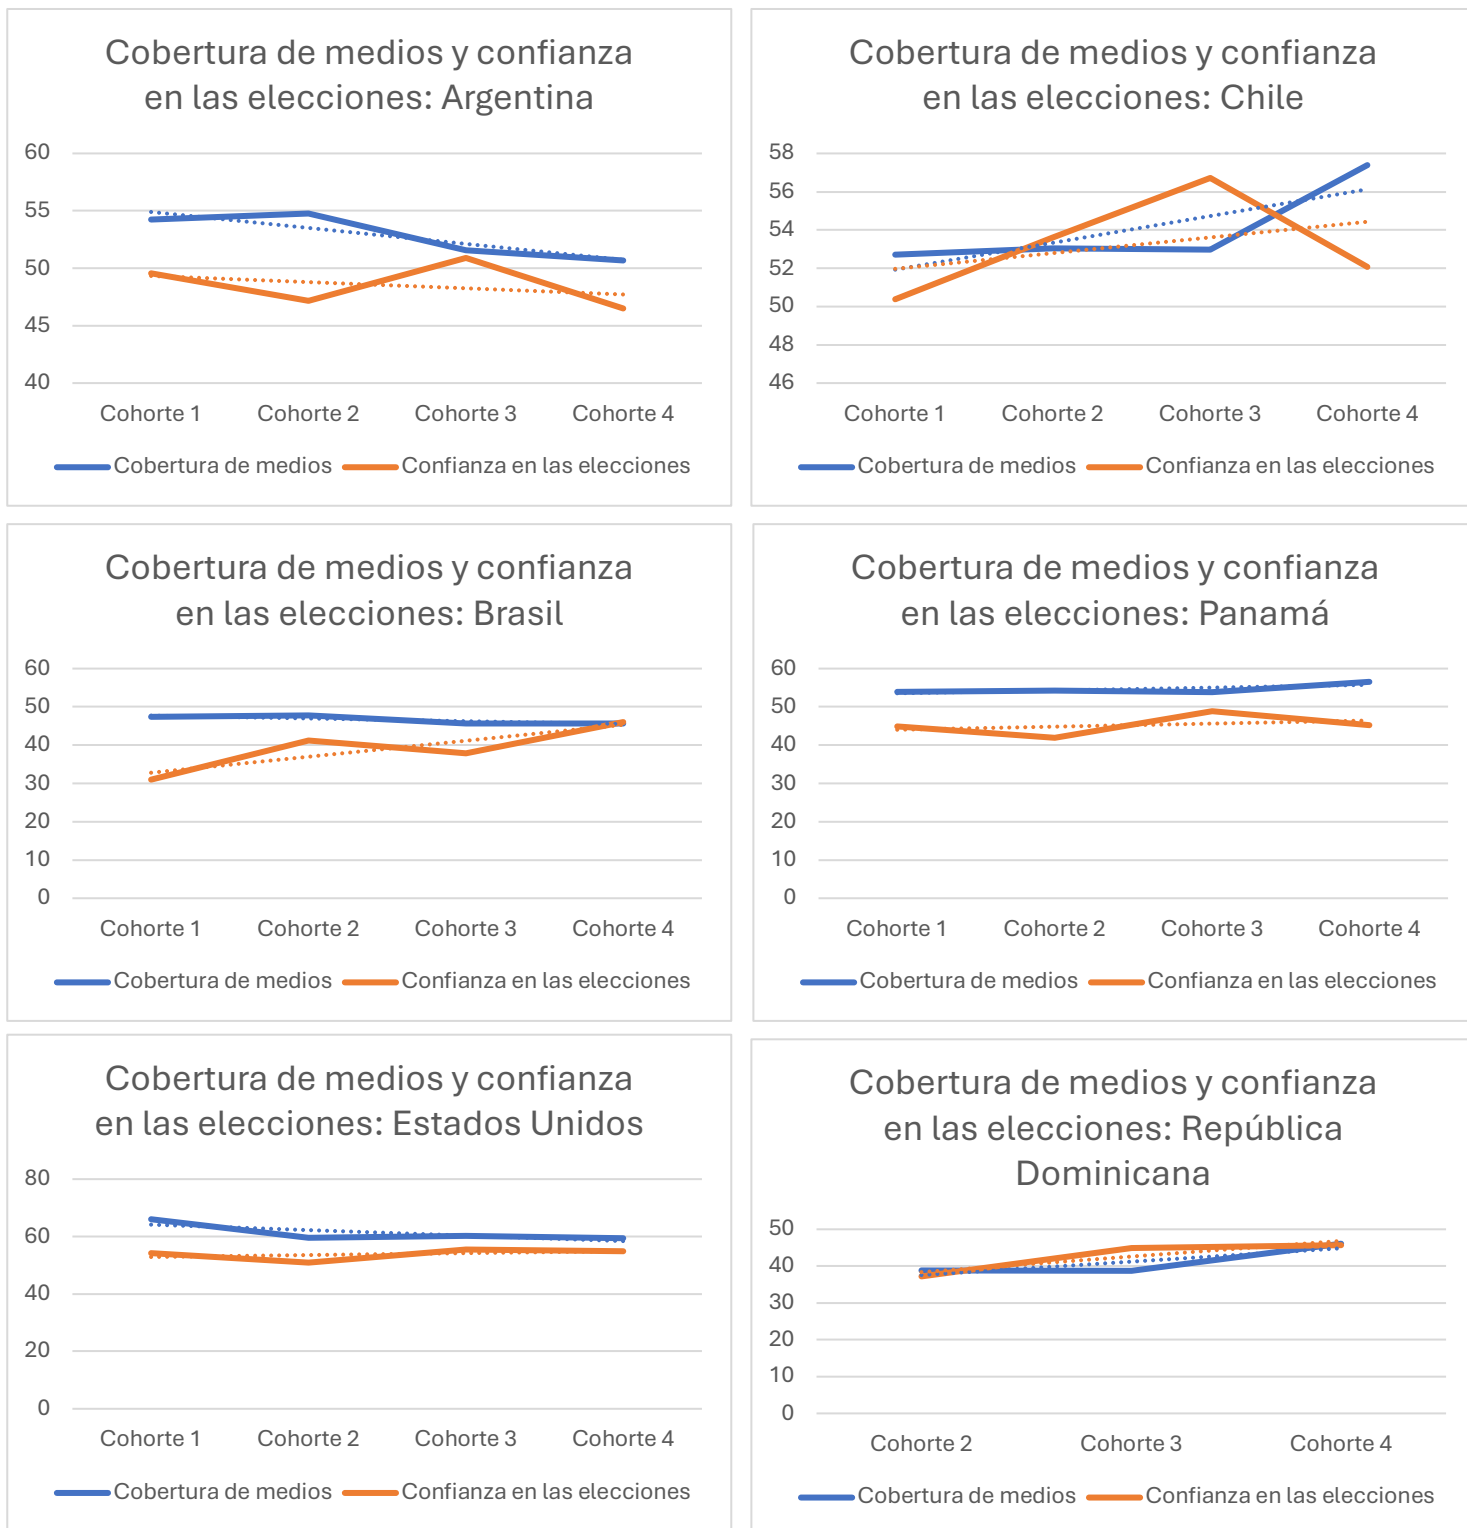 Cobertura de medios y confianza
en las elecciones: Argentina
60
55
50
45
40
Cohorte 1 Cohorte 2 Cohorte 3 Cohorte 4
Cobertura de medios Confianza en las elecciones
Cobertura de medios y confianza
en las elecciones: Chile
58
56
54
52
50
48
46
Cohorte 1 Cohorte 2 Cohorte 3 Cohorte 4
Cobertura de medios Confianza en las elecciones
Cobertura de medios y confianza
en las elecciones: Brasil
60
50
40
30
20
10
0
Cohorte 1 Cohorte 2 Cohorte 3 Cohorte 4
Cobertura de medios Confianza en las elecciones
Cobertura de medios y confianza
en las elecciones: Panamá
60
50
40
30
20
10
0
Cohorte 1 Cohorte 2 Cohorte 3 Cohorte 4
Cobertura de medios Confianza en las elecciones
Cobertura de medios y confianza
en las elecciones: Estados Unidos
80
60
40
20
0
Cohorte 1 Cohorte 2 Cohorte 3 Cohorte 4
Cobertura de medios Confianza en las elecciones
Cobertura de medios y confianza
en las elecciones: República
Dominicana
50
40
30
20
10
0
Cohorte 2 Cohorte 3 Cohorte 4
Cobertura de medios Confianza en las elecciones